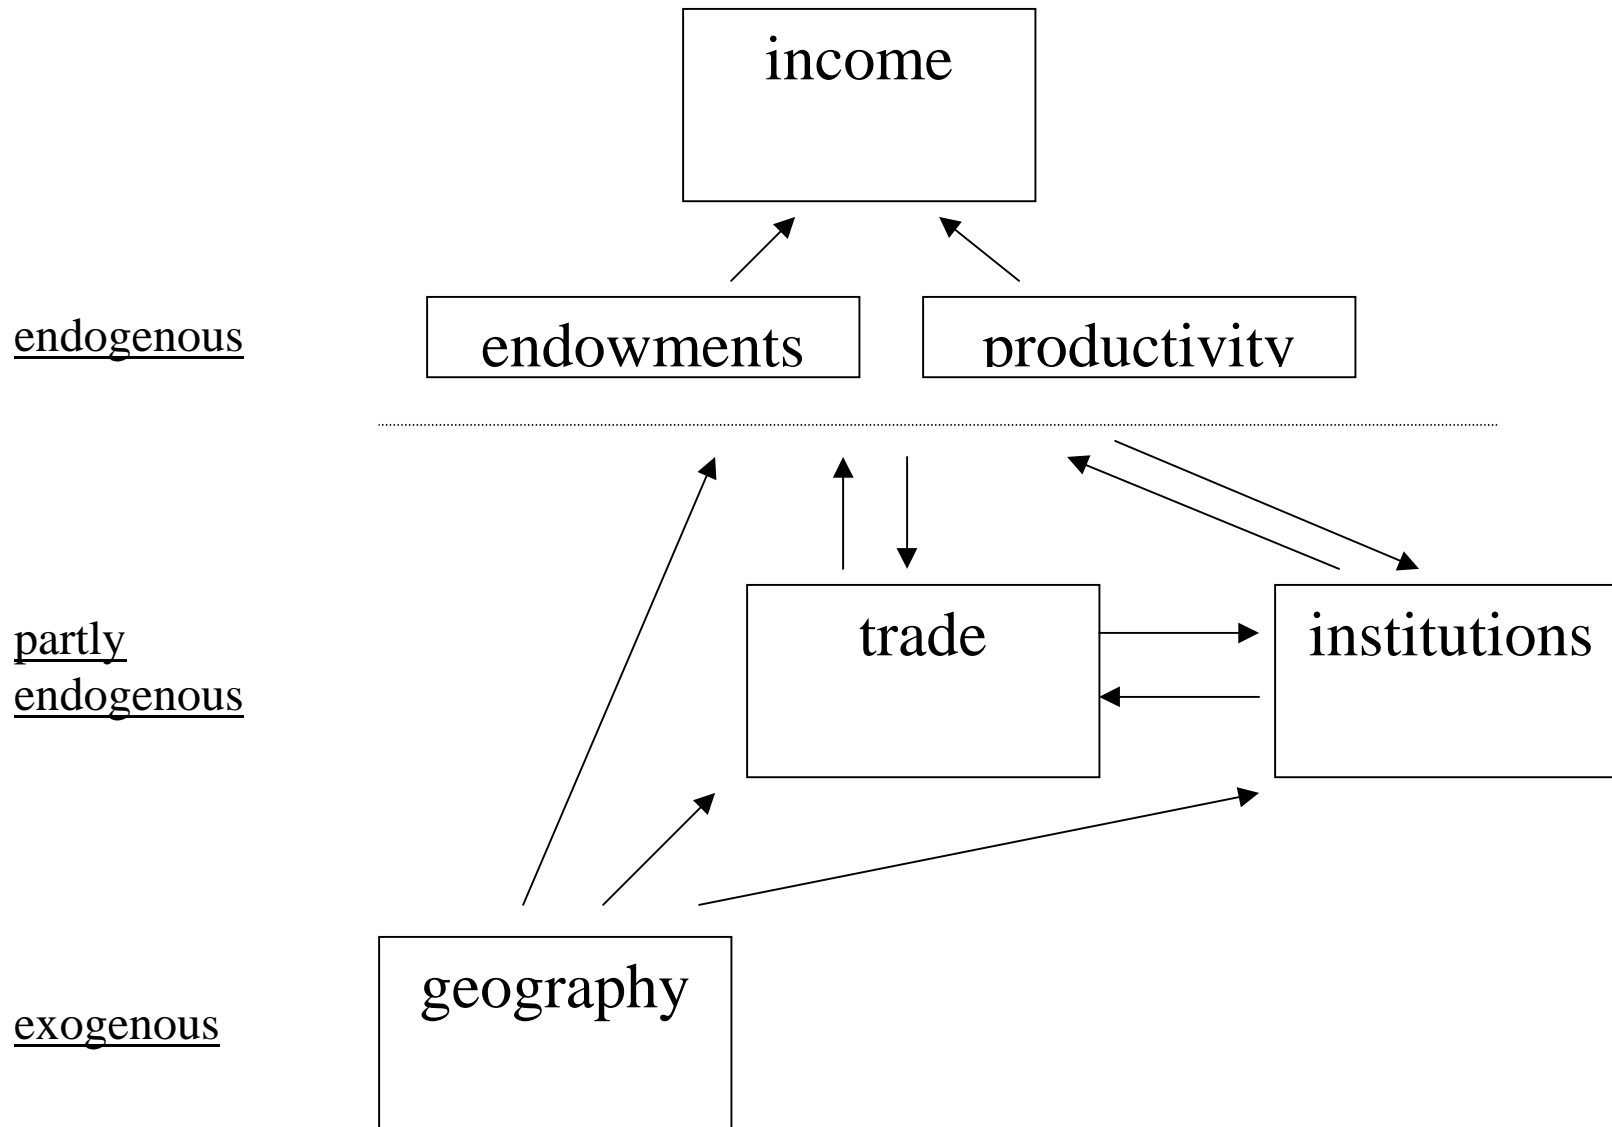 income
endogenous
endowments
productivity
partly
endogenous
trade
institutions
geography
exogenous